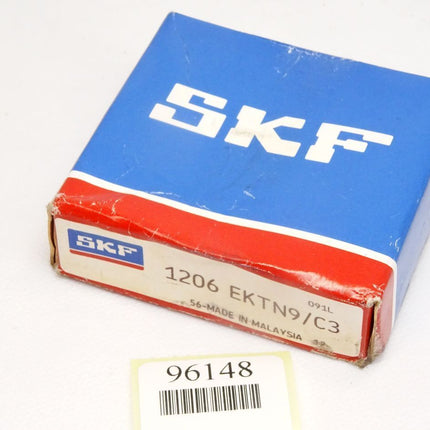 SKF
SKF
1206 EKTN9/C3
091L
56-MADE IN MALAYSIA
96148